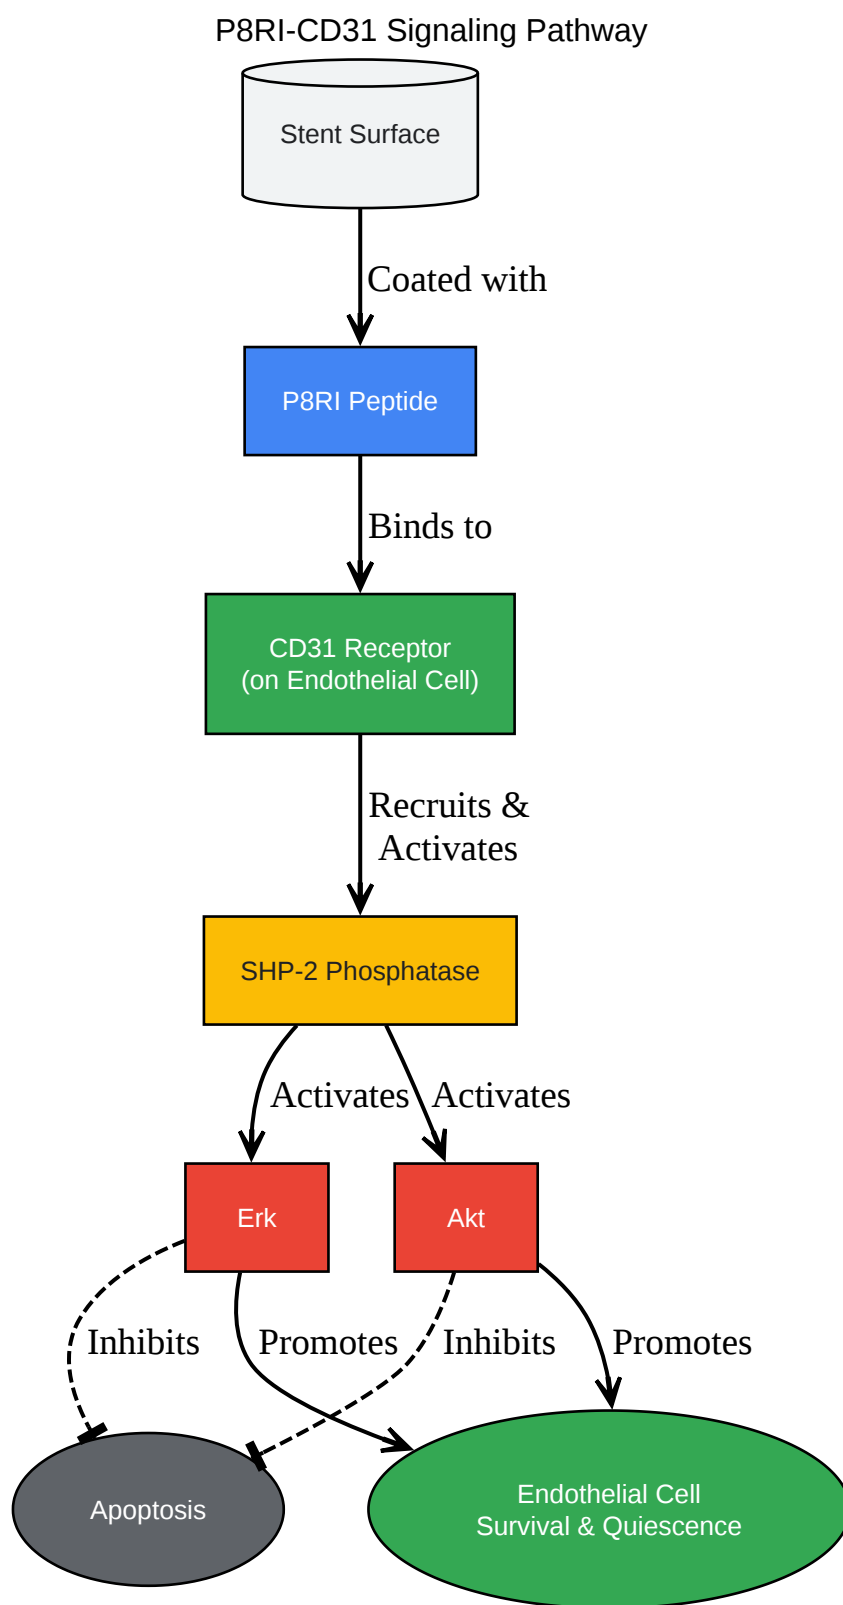 P8RI-CD31 Signaling Pathway
Stent Surface
Coated with
P8RI Peptide
Binds to
CD31 Receptor
(on Endothelial Cell)
Recruits &
Activates
SHP-2 Phosphatase
Activates
Activates
Erk
Akt
Inhibits
Promotes
Inhibits
Promotes
Apoptosis
Endothelial Cell
Survival & Quiescence